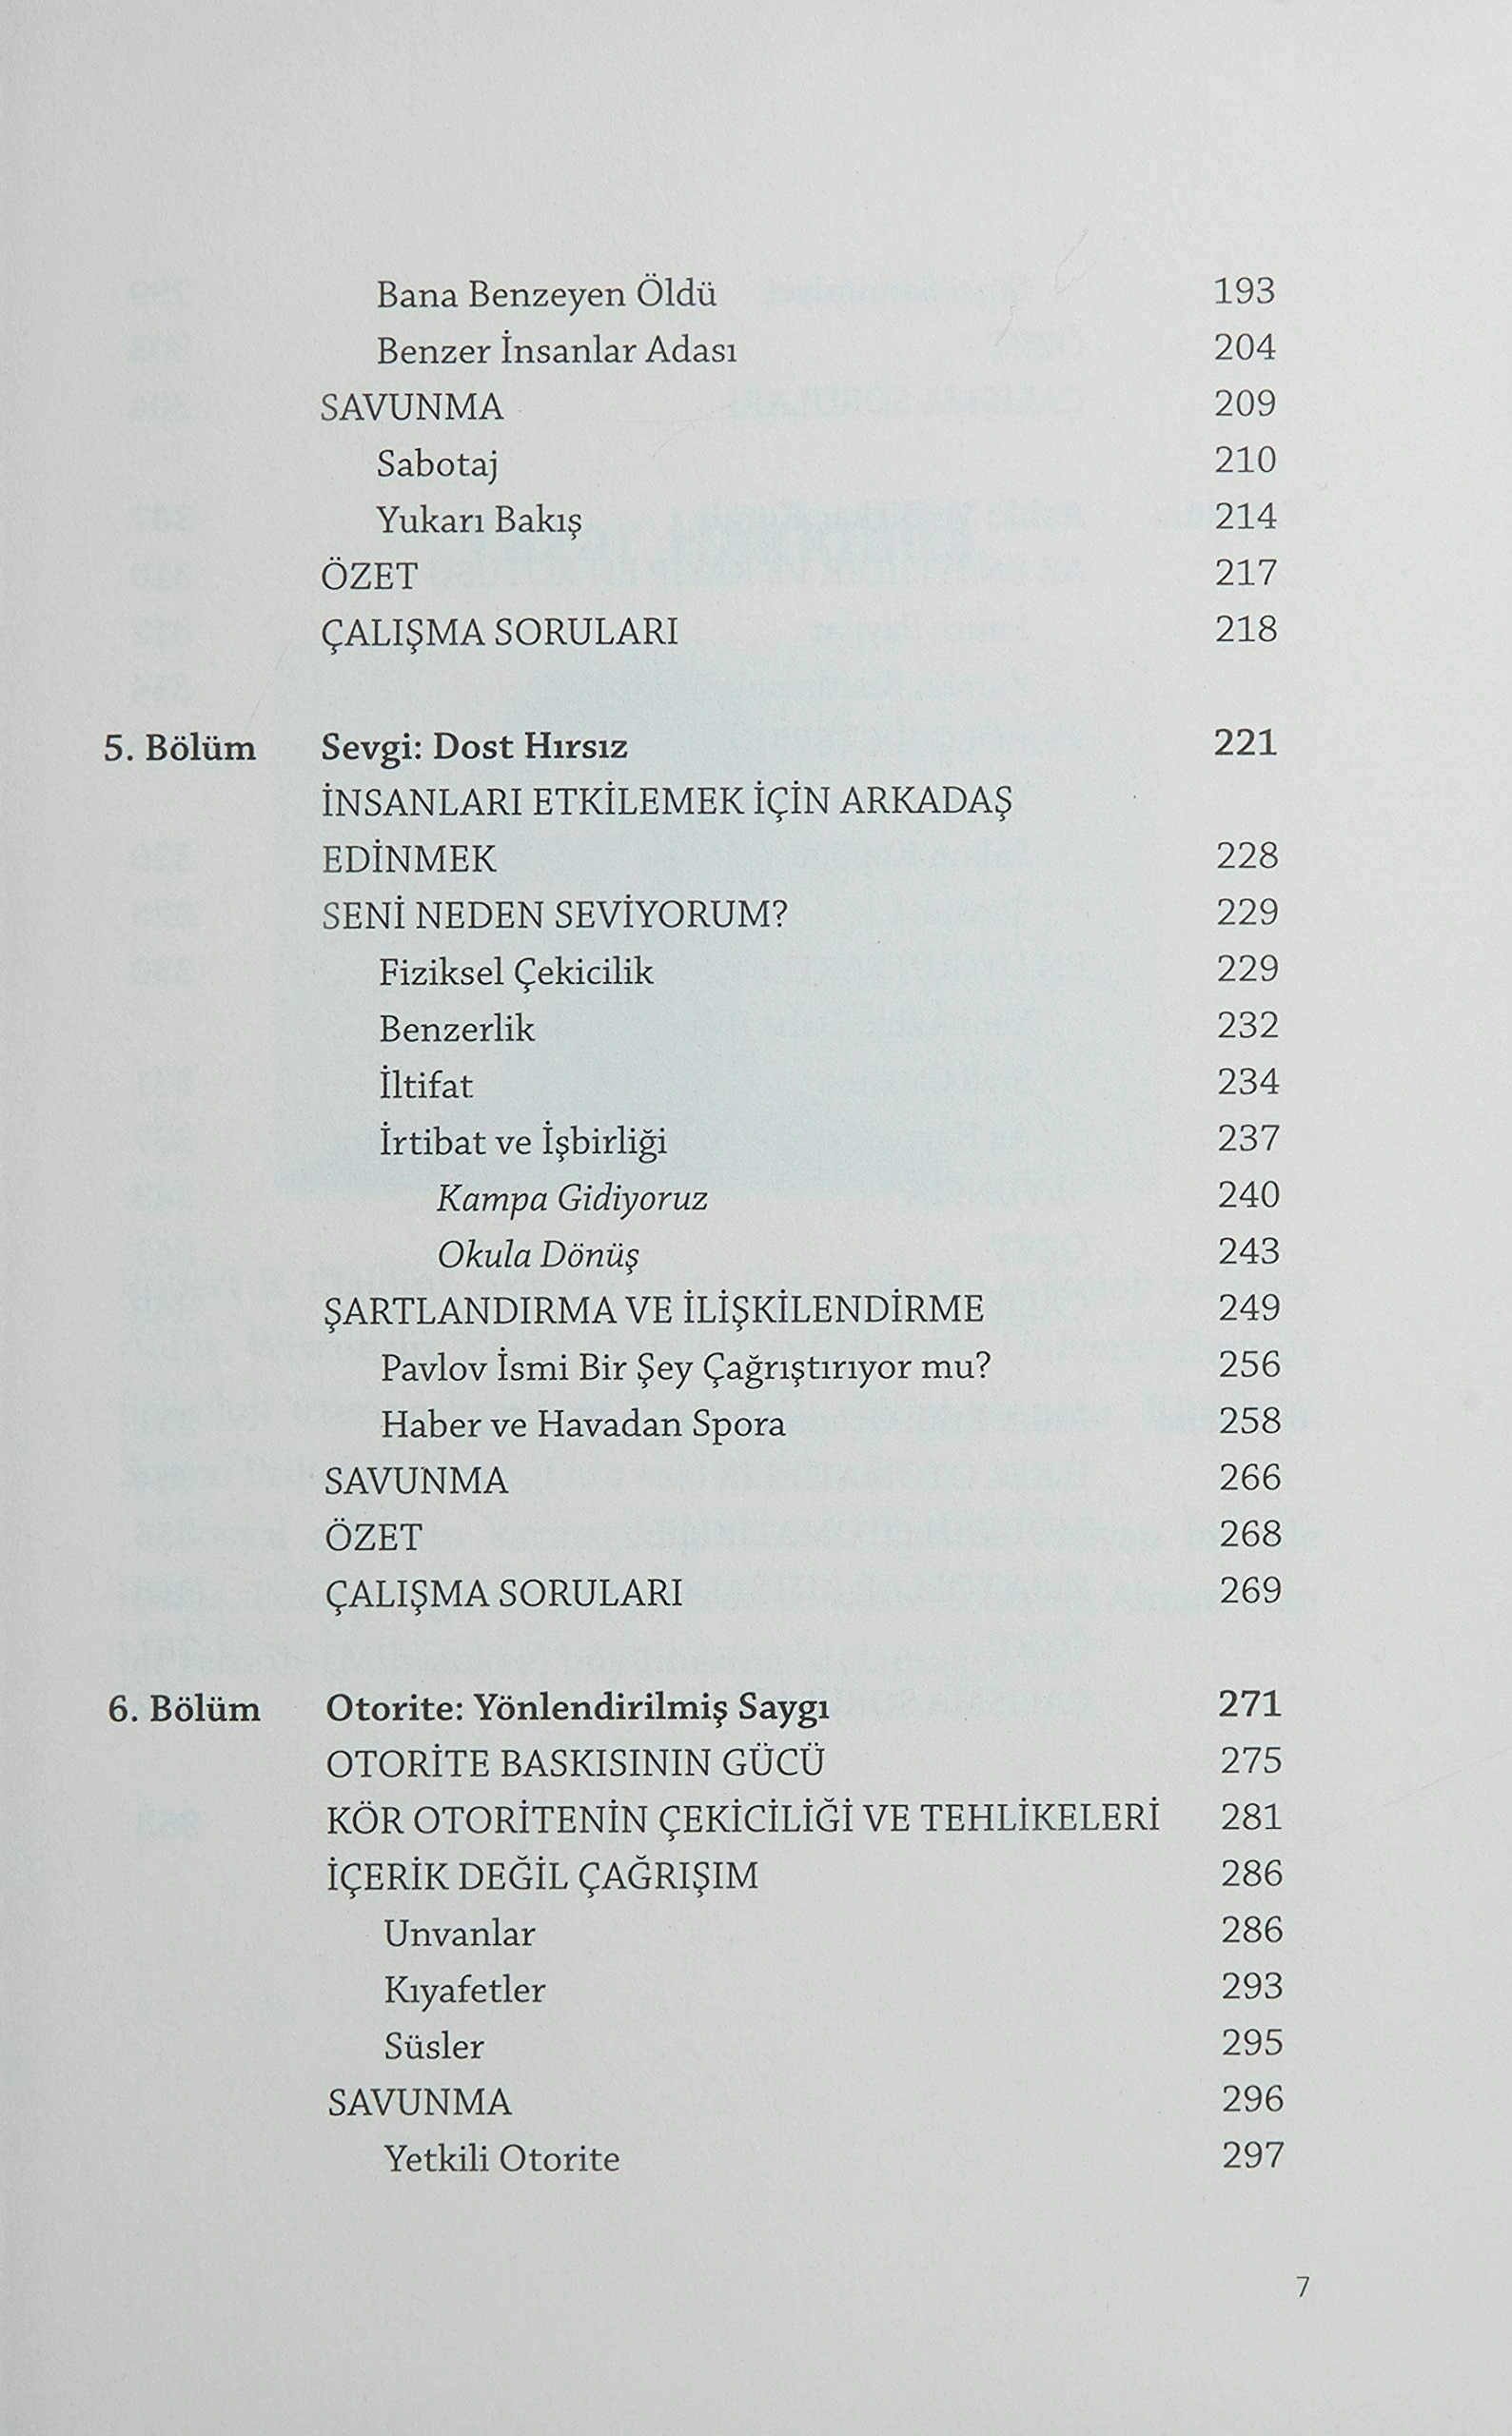 Bana Benzeyen Öldü 193
Benzer İnsanlar Adası 204
SAVUNMA 209
Sabotaj 210
Yukarı Bakış 214
ÖZET 217
ÇALIŞMA SORULARI 218
5. Bölüm Sevgi: Dost Hırsız 221
İNSANLARI ETKİLEMEK İÇİN ARKADAŞ
EDİNMEK 228
SENİ NEDEN SEVİYORUM? 229
Fiziksel Çekicilik 229
Benzerlik 232
İltifat 234
İrtibat ve İşbirliği 237
Kampa Gidiyoruz 240
Okula Dönüş 243
ŞARTLANDIRMA VE İLİŞKİLENDİRME 249
Pavlov İsmi Bir Şey Çağrıştırıyor mu? 256
Haber ve Havadan Spora 258
SAVUNMA 266
ÖZET 268
ÇALIŞMA SORULARI 269
6. Bölüm Otorite: Yönlendirilmiş Saygı 271
OTORİTE BASKISININ GÜCÜ 275
KÖR OTORİTENİN ÇEKİCİLİĞİ VE TEHLİKELERİ 281
İÇERİK DEĞİL ÇAĞRIŞIM 286
Unvanlar 286
Kıyafetler 293
Süsler 295
SAVUNMA 296
Yetkili Otorite 297
7